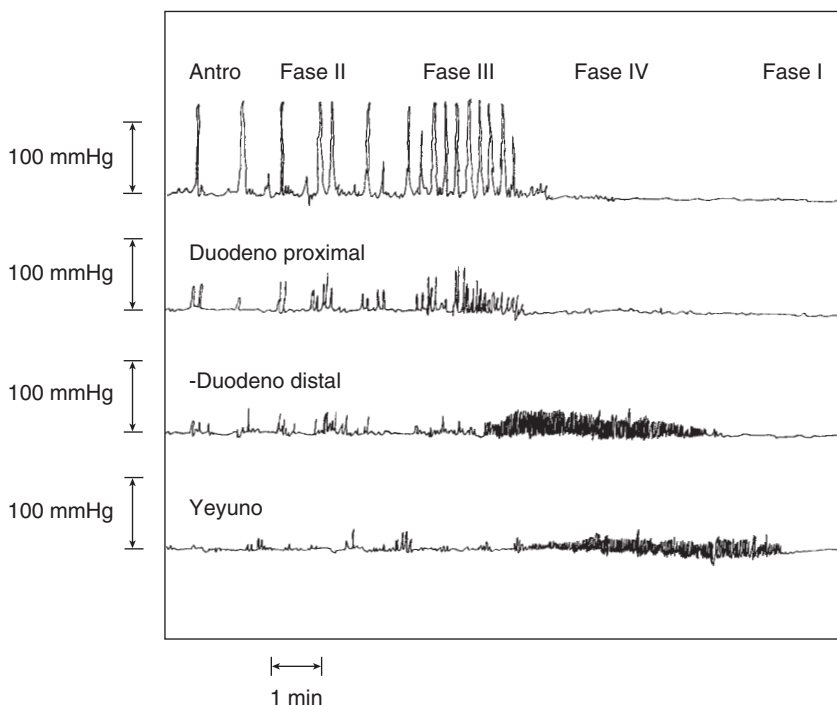 Antro Fase II Fase III Fase IV Fase I
100 mmHg
Duodeno proximal
100 mmHg
-Duodeno distal
100 mmHg
Yeyuno
100 mmHg
1 min